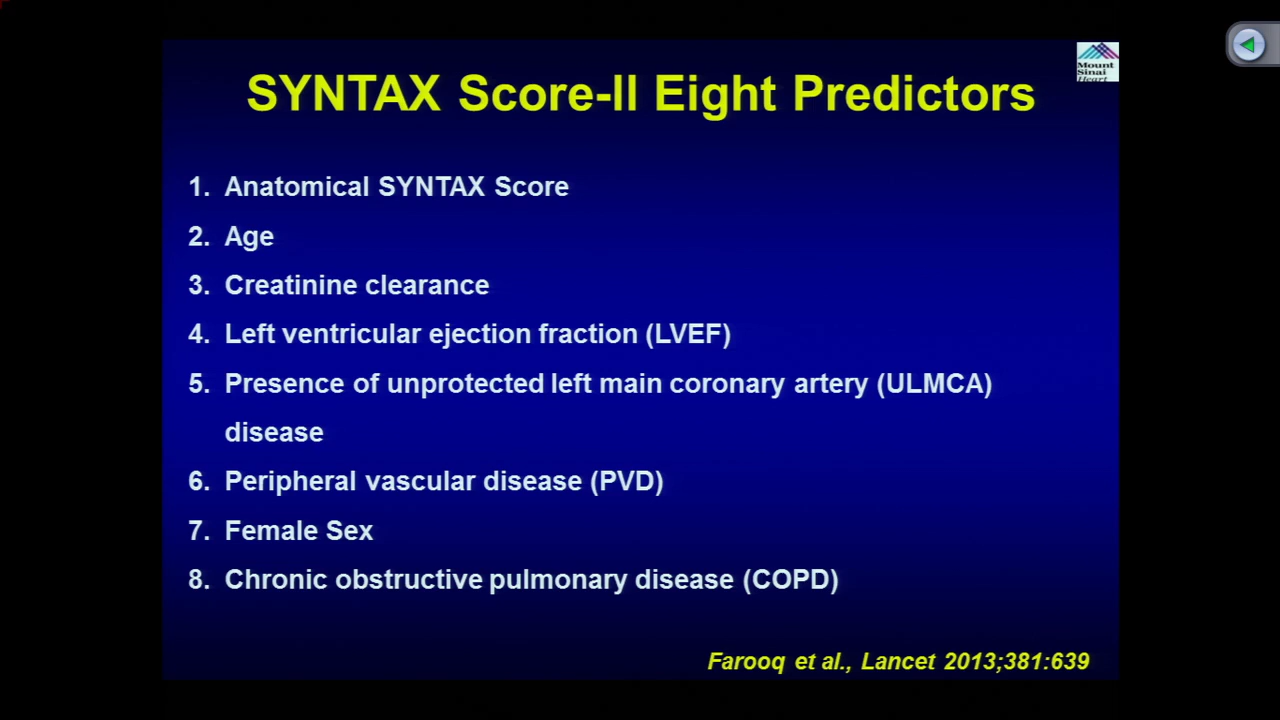 Mount
Sinai
Heart
SYNTAX Score-II Eight Predictors
1. Anatomical SYNTAX Score
2. Age
3. Creatinine clearance
4. Left ventricular ejection fraction (LVEF)
5. Presence of unprotected left main coronary artery (ULMCA)
disease
6. Peripheral vascular disease (PVD)
7. Female Sex
8. Chronic obstructive pulmonary disease (COPD)
Farooq et al., Lancet 2013;381:639